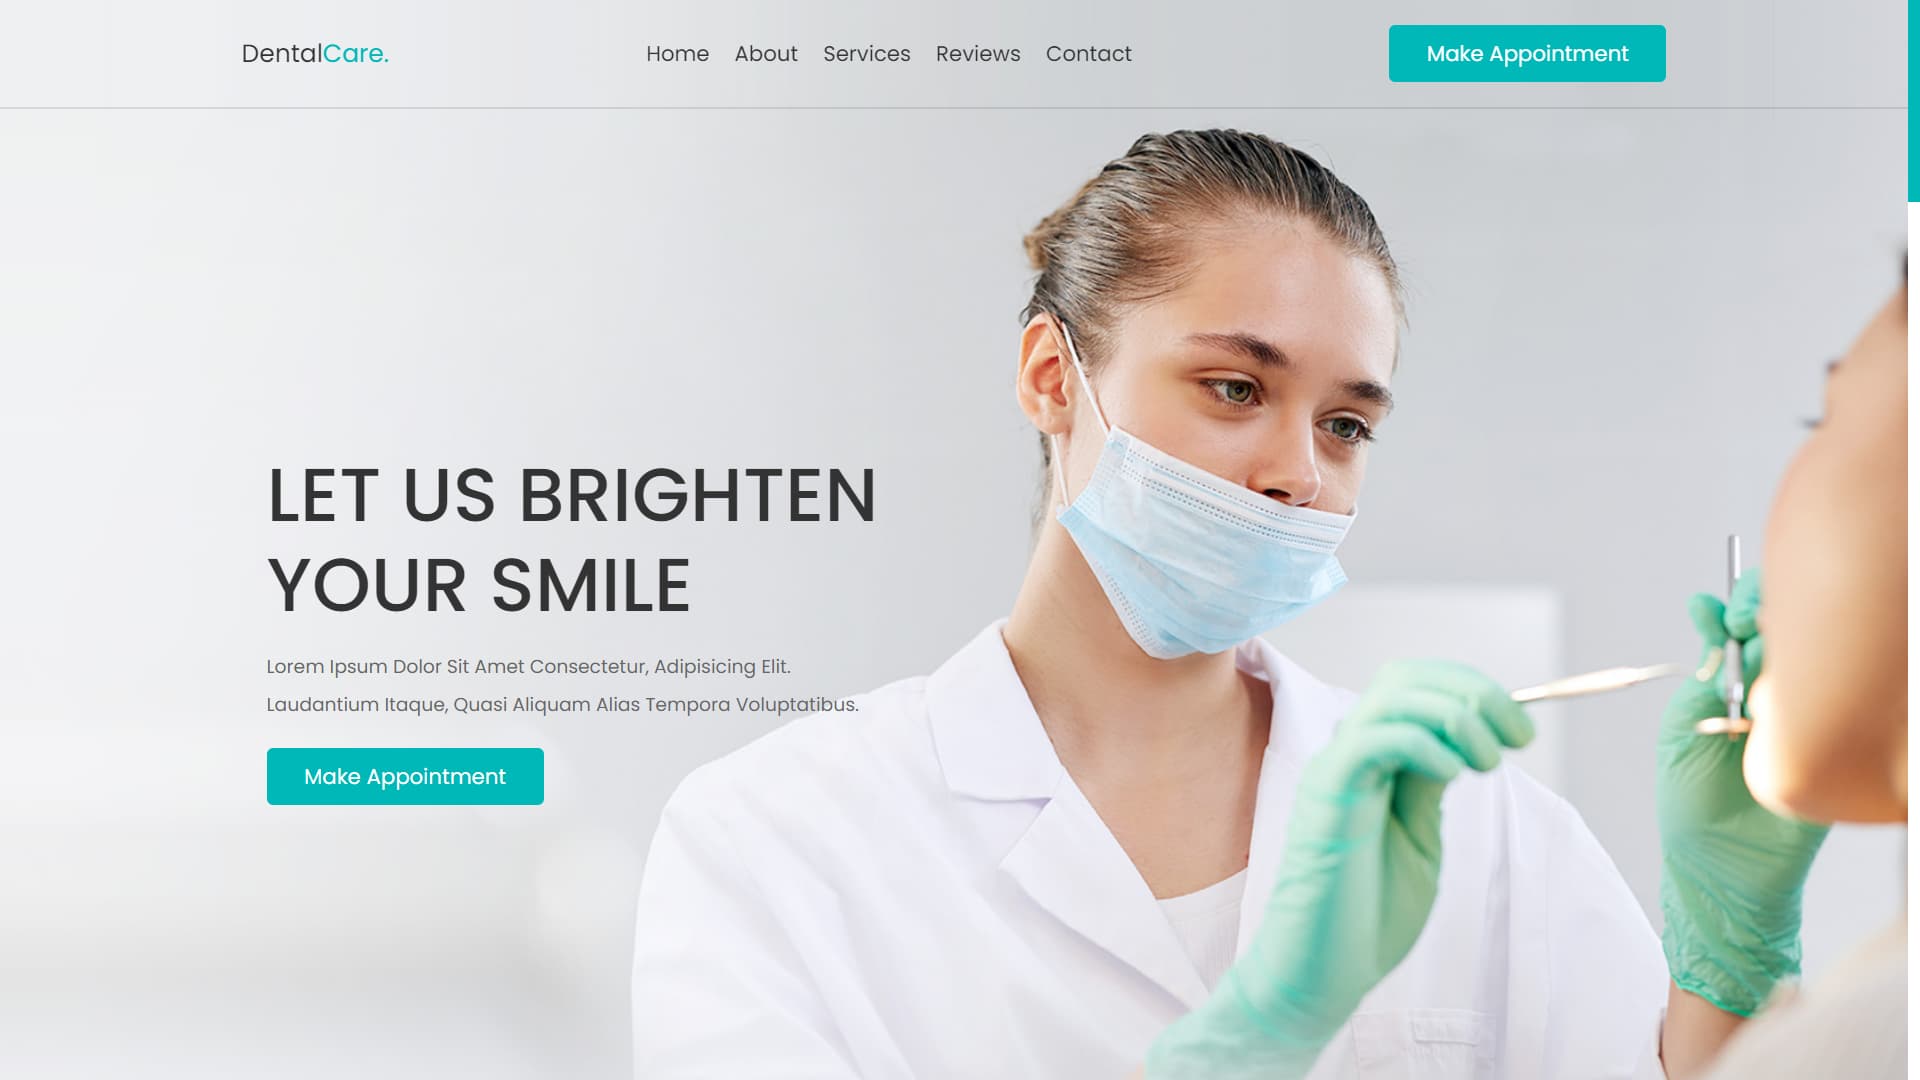 DentalCare.
Home About Services Reviews Contact
Make Appointment
LET US BRIGHTEN
YOUR SMILE
Lorem Ipsum Dolor Sit Amet Consectetur, Adipisicing Elit.
Laudantium Itaque, Quasi Aliquam Alias Tempora Voluptatibus.
Make Appointment